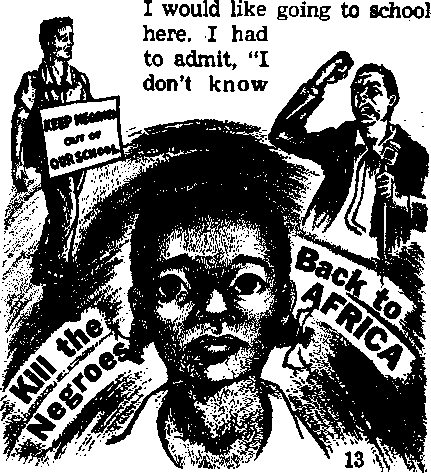 I would like going to school
here. I had
to admit, "I
don't know
KEEP NEGROES
OUT OF
OUR SCHOOL
Back to
AFRICA
Kill the
Negroes
13